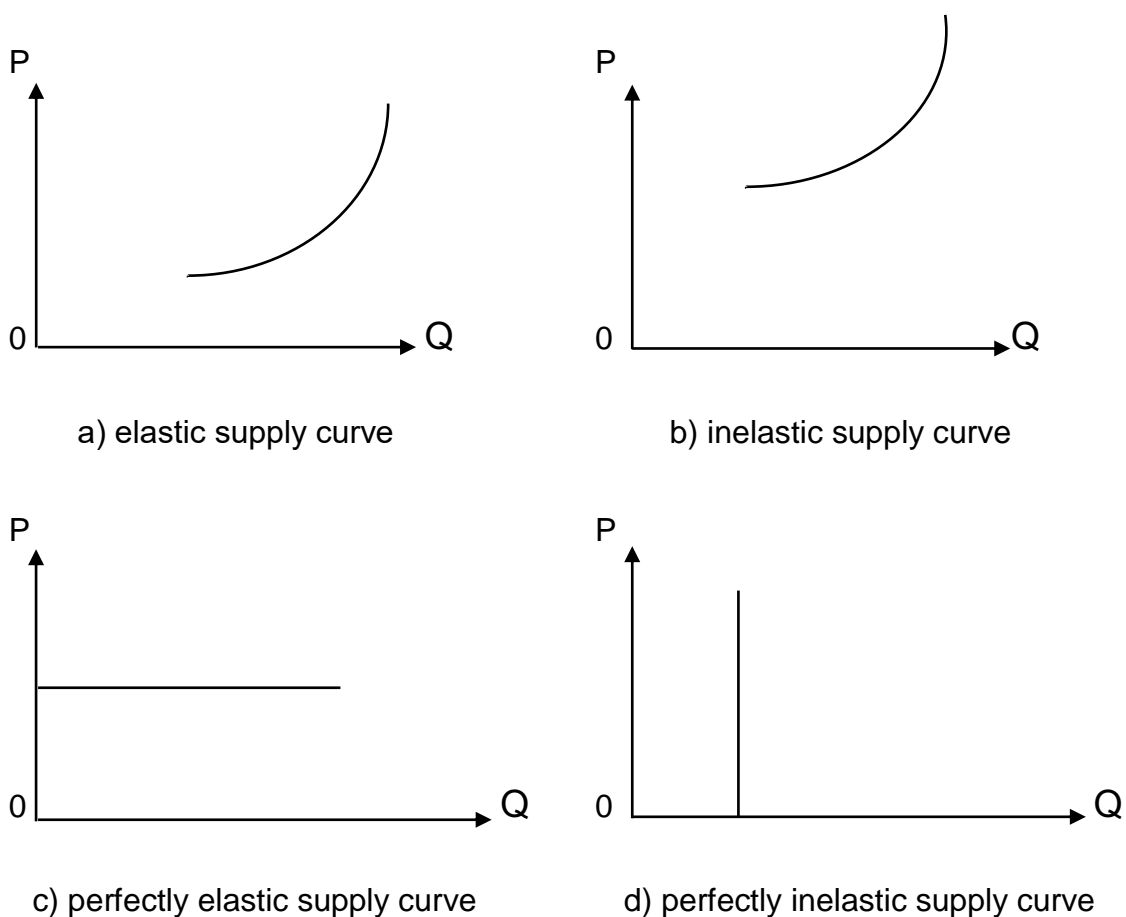 P
P
0
Q
0
Q
a) elastic supply curve
b) inelastic supply curve
P
P
0
Q
0
Q
c) perfectly elastic supply curve
d) perfectly inelastic supply curve